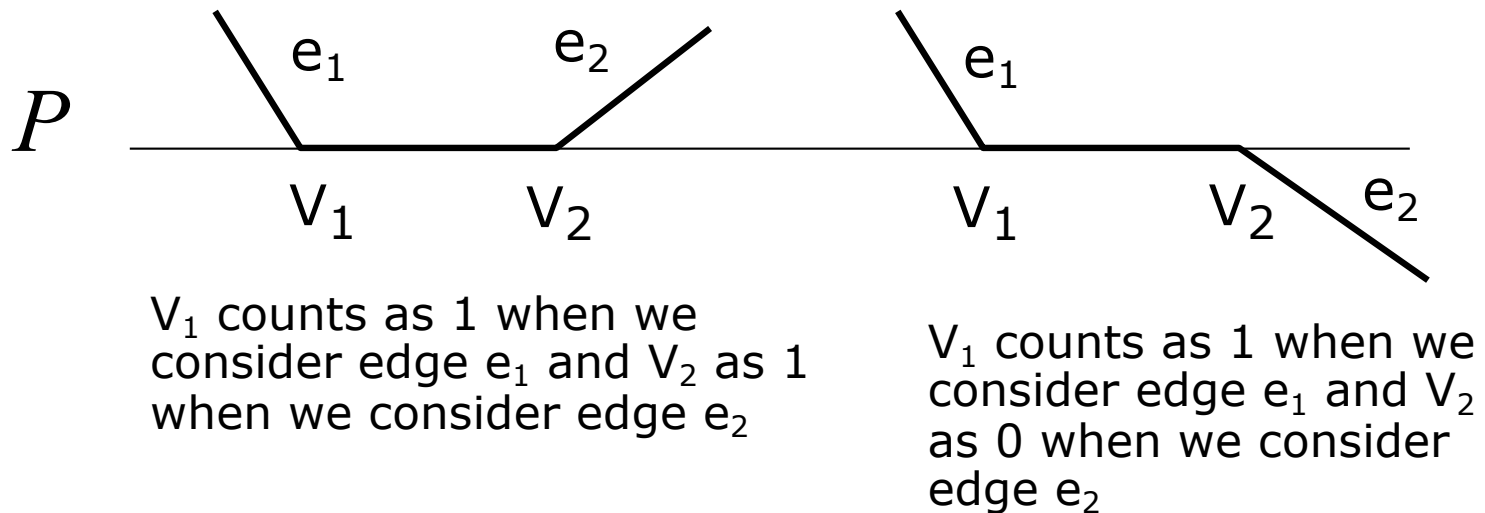 e₁ e₂ e₁
P
V₁ V₂ V₁ V₂ e₂
V₁ counts as 1 when we
consider edge e₁ and V₂ as 1
when we consider edge e₂
V₁ counts as 1 when we
consider edge e₁ and V₂
as 0 when we consider
edge e₂